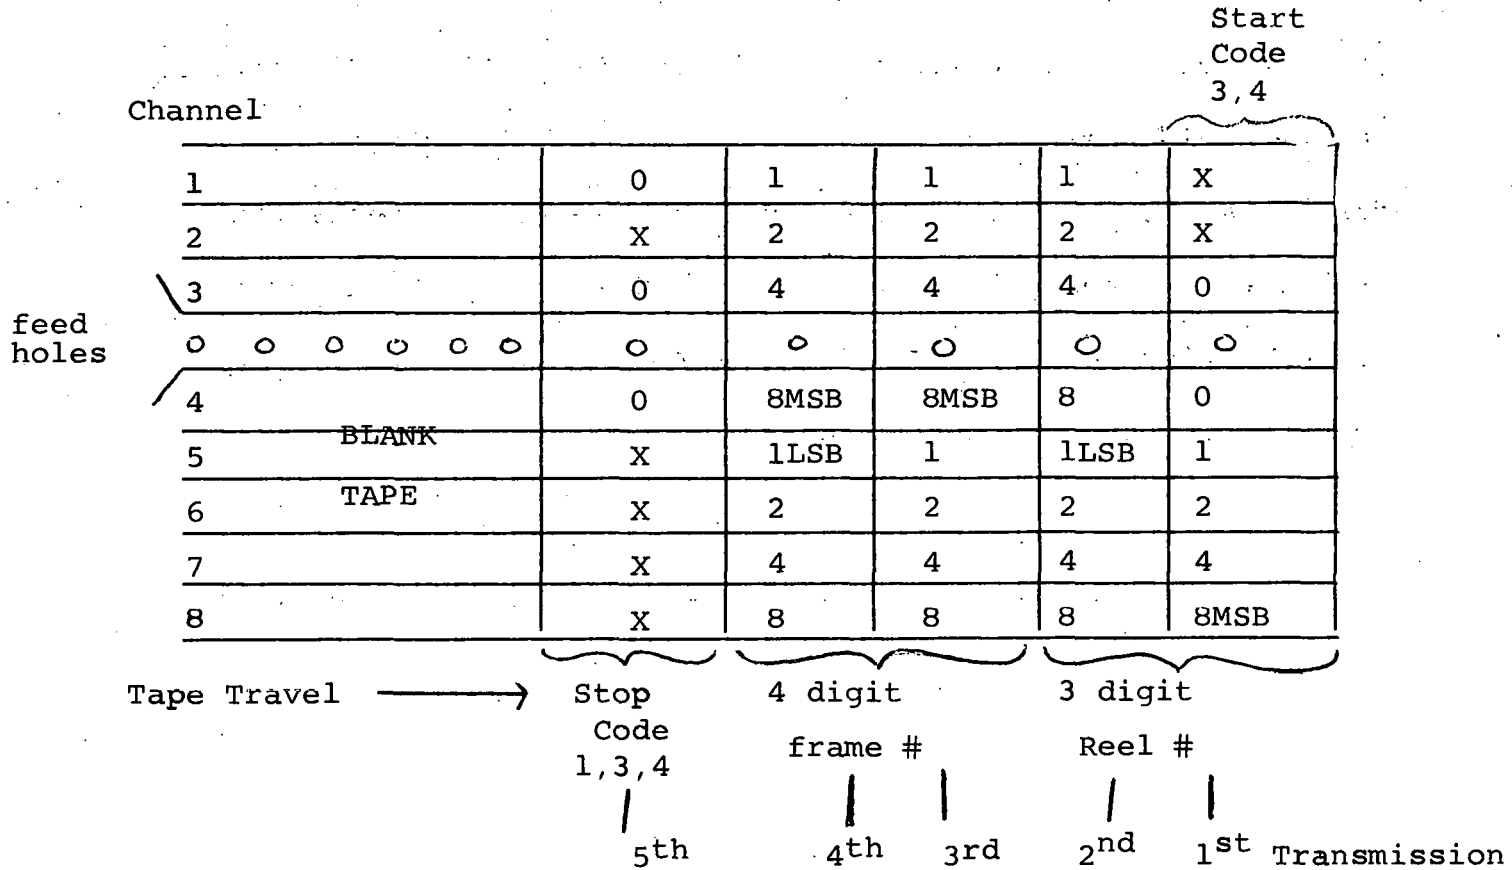 Start
Code
3,4
Channel
1 0 1 1 1 X
2 X 2 2 2 X
3 0 4 4 4 0
feed
holes
4 0 8MSB 8MSB 8 0
BLANK
5 X 1LSB 1 1LSB 1
TAPE
6 X 2 2 2 2
7 X 4 4 4 4
8 X 8 8 8 8MSB
Tape Travel Stop 4 digit 3 digit
Code
frame # Reel #
1,3,4
5th 4th 3rd 2nd 1st Transmission